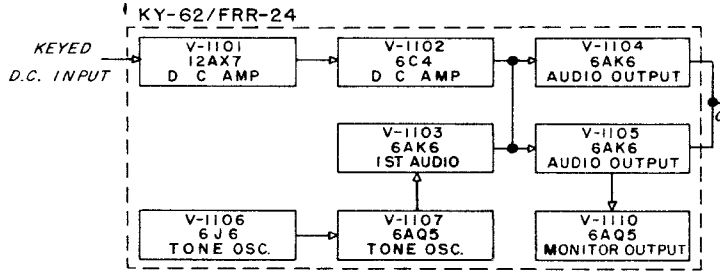 KY-62/FRR-24
KEYED
D.C. INPUT
V-1101
12AX7
D C AMP
V-1102
6C4
D C AMP
V-1104
6AK6
AUDIO OUTPUT
V-1103
6AK6
1ST AUDIO
V-1105
6AK6
AUDIO OUTPUT
V-1106
6J6
TONE OSC.
V-1107
6AQ5
TONE OSC.
V-1110
6AQ5
MONITOR OUTPUT